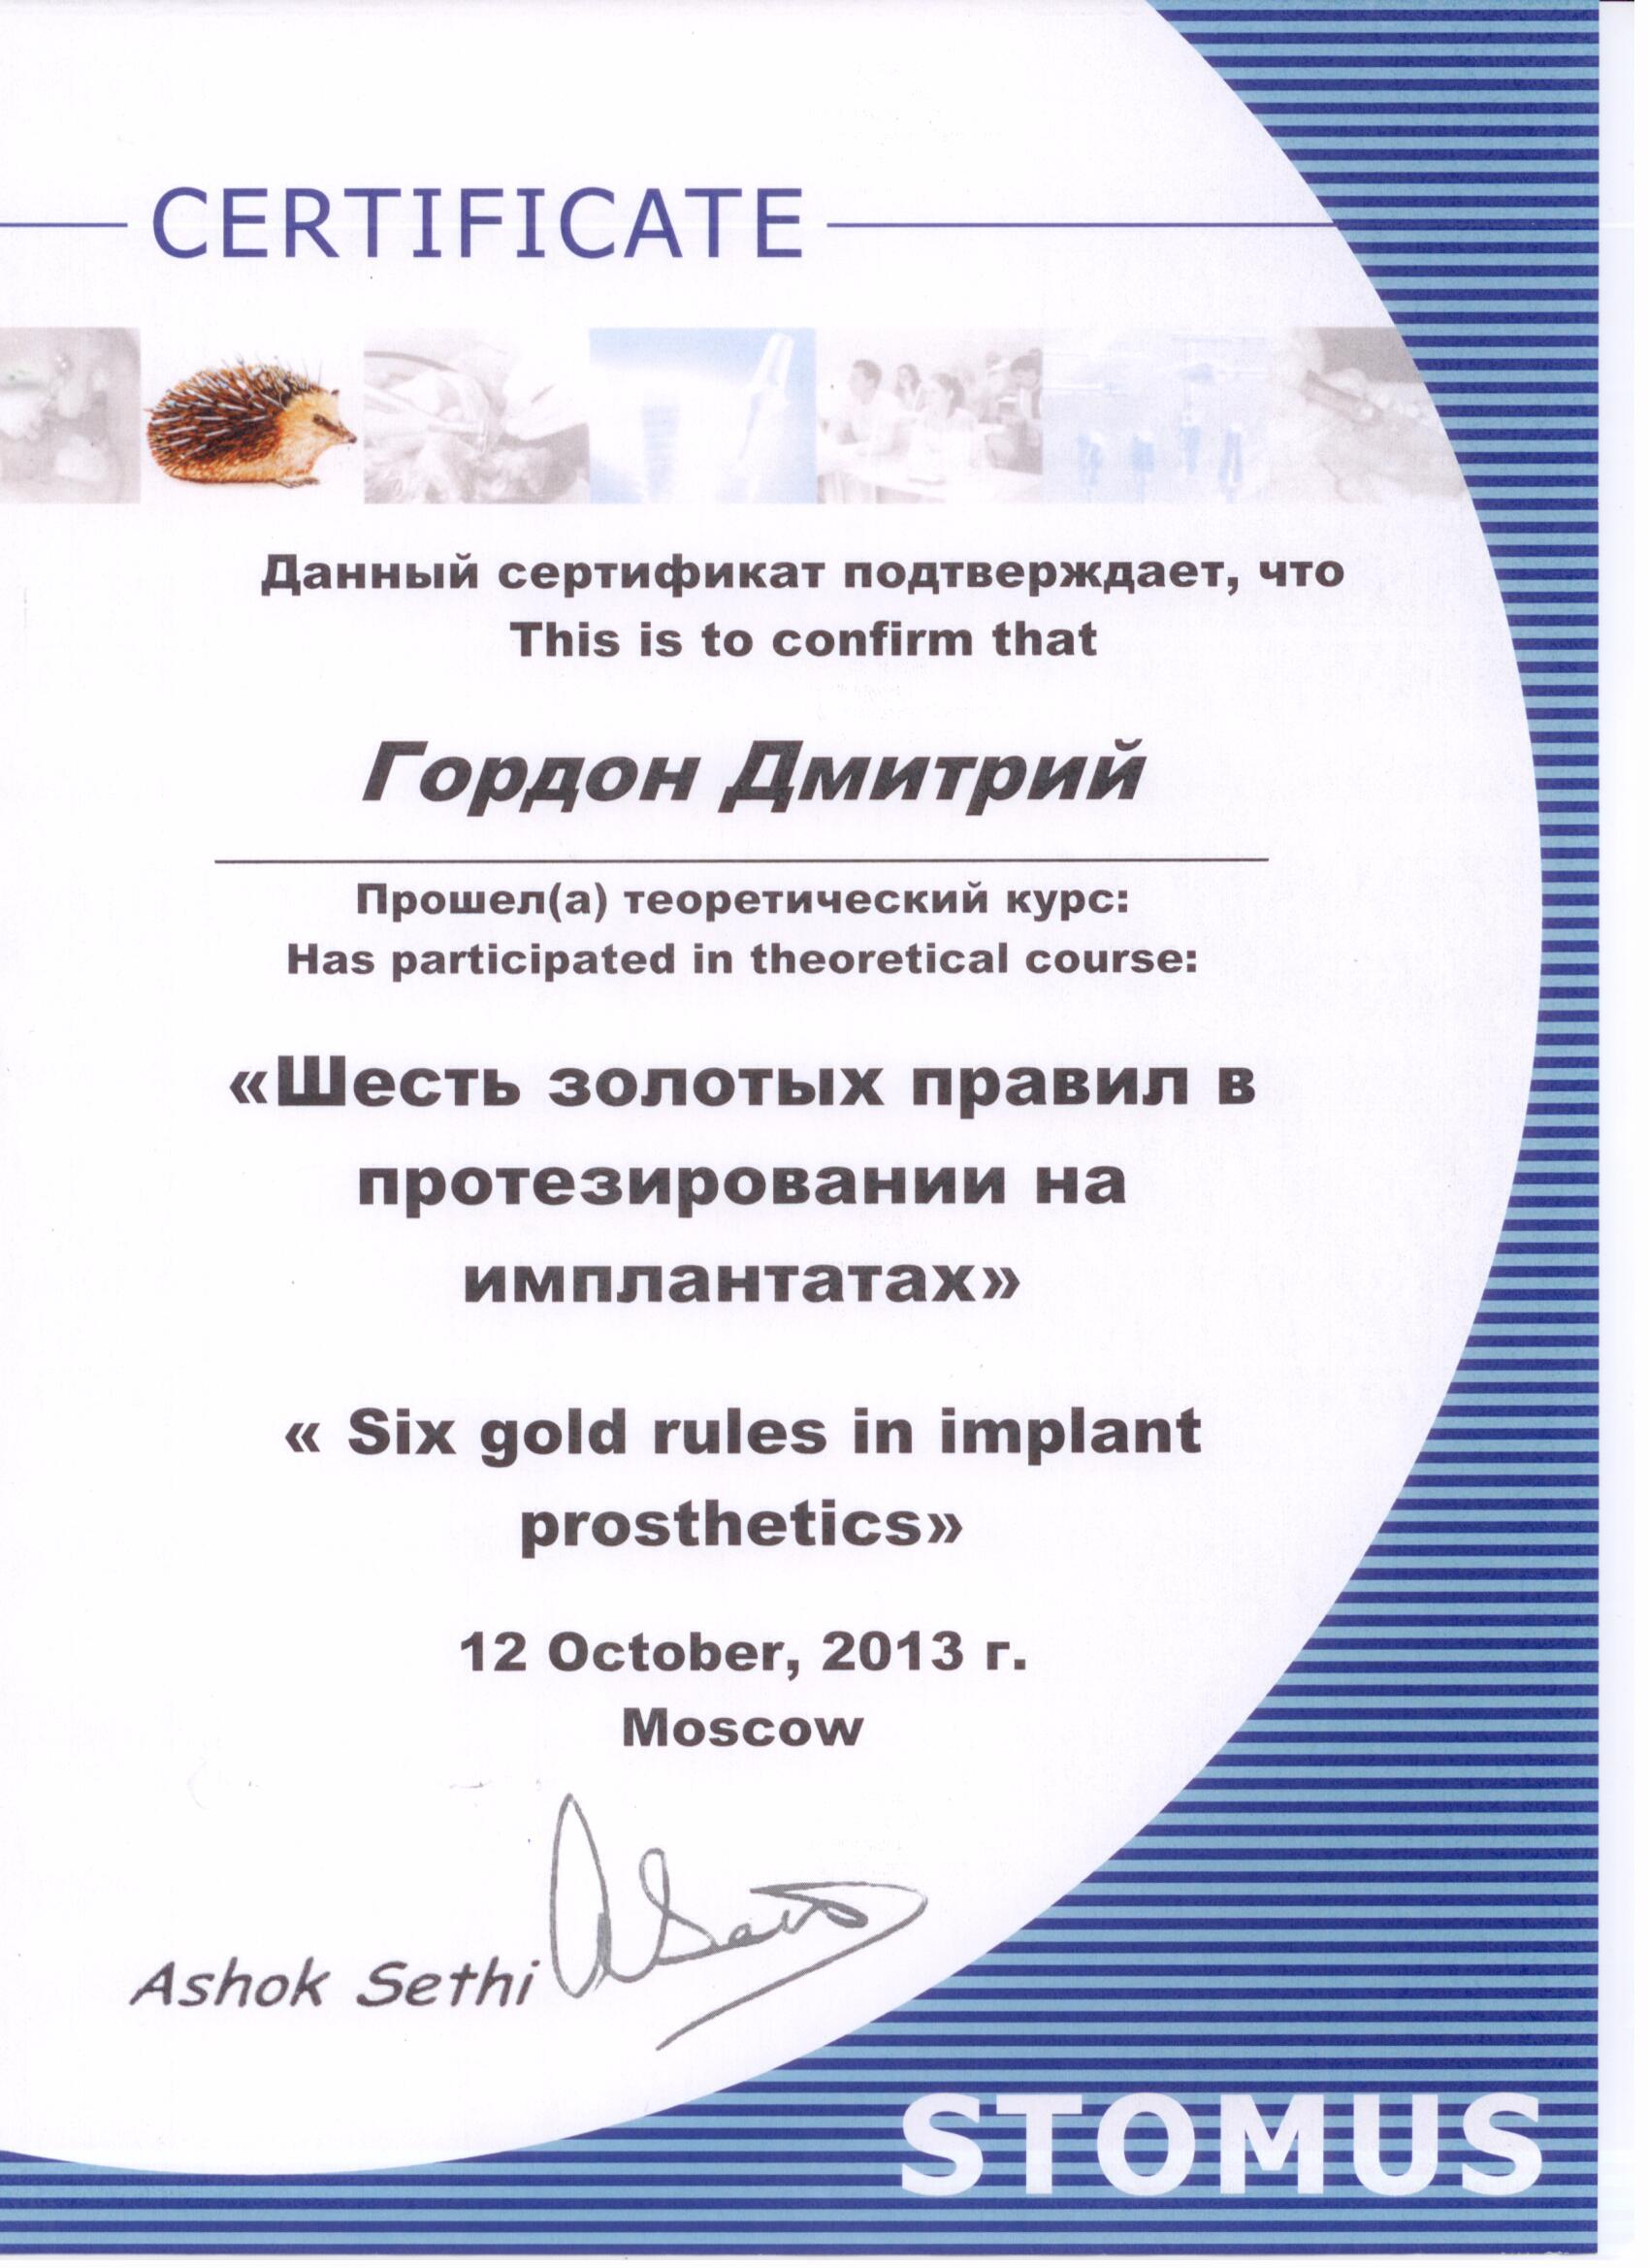 CERTIFICATE
Данный сертификат подтверждает, что
This is to confirm that
Гордон Дмитрий
Прошел(а) теоретический курс:
Has participated in theoretical course:
«Шесть золотых правил в
протезировании на
имплантатах»
« Six gold rules in implant
prosthetics»
12 October, 2013 г.
Moscow
Ashok Sethi
STOMUS